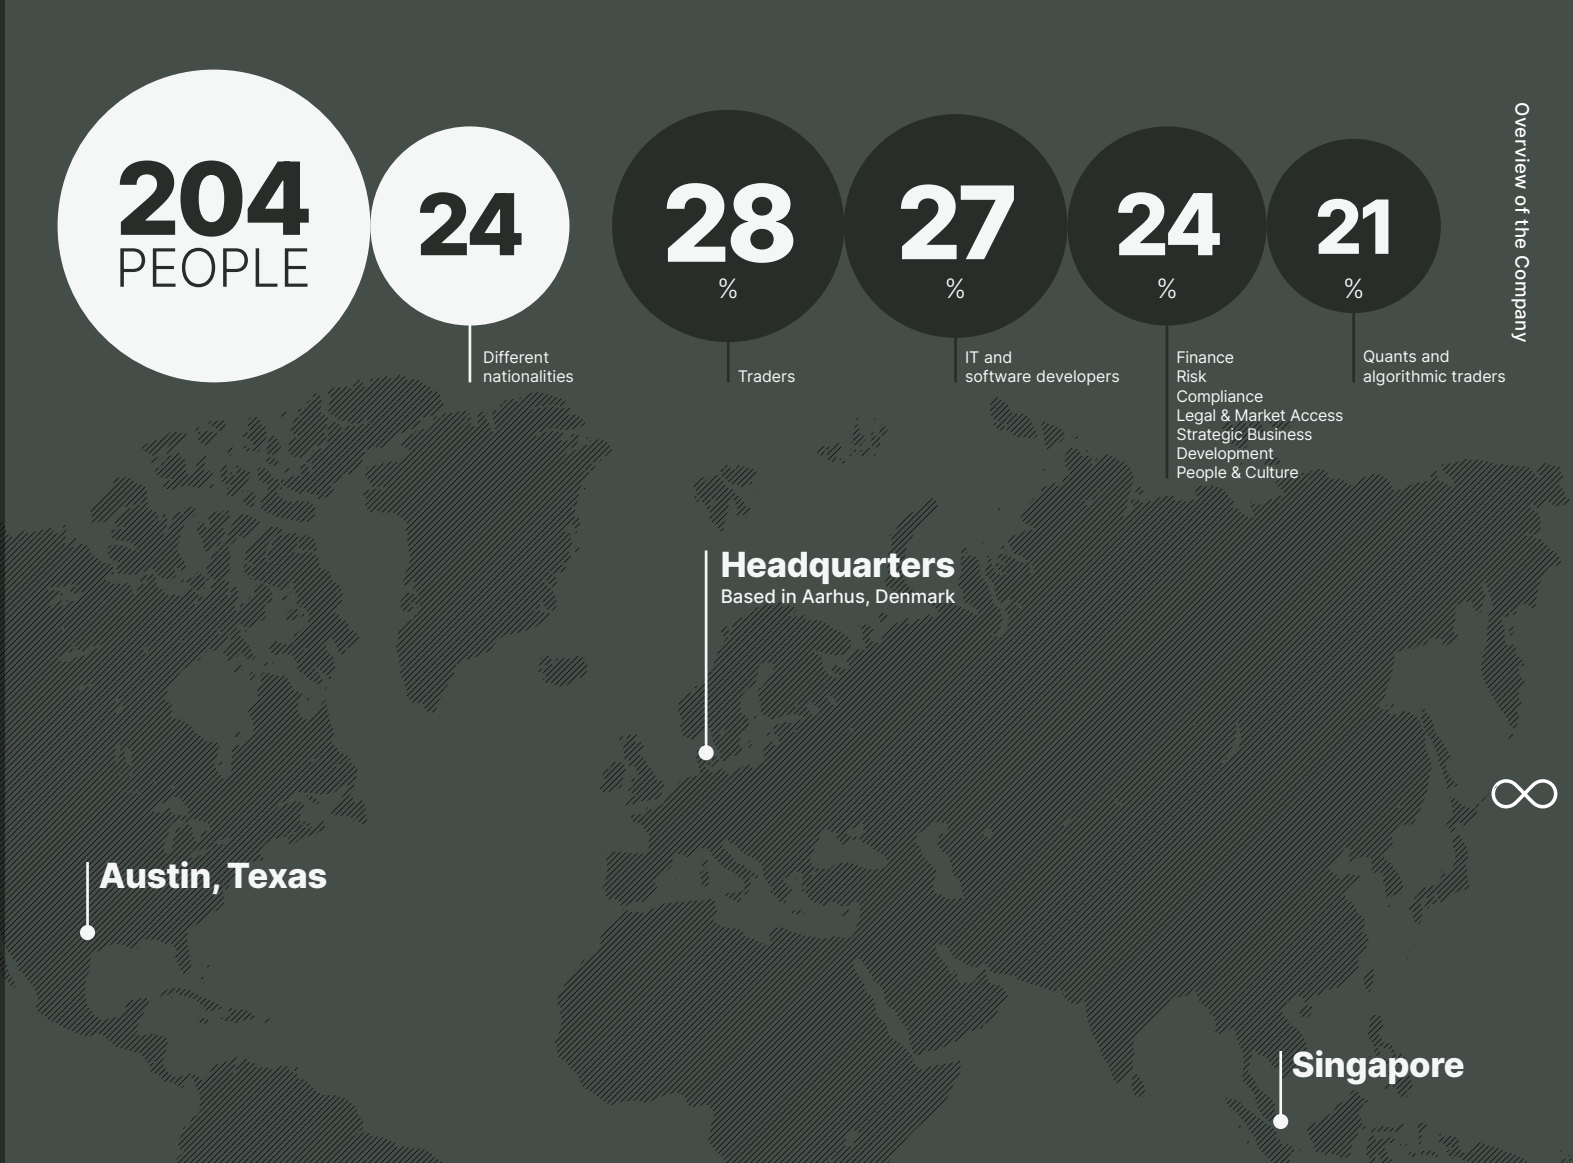 204
PEOPLE
24
Different
nationalities
28
%
Traders
27
%
IT and
software developers
24
%
Finance
Risk
Compliance
Legal & Market Access
Strategic Business
Development
People & Culture
21
%
Quants and
algorithmic traders
Overview of the Company
Headquarters
Based in Aarhus, Denmark
Austin, Texas
Singapore